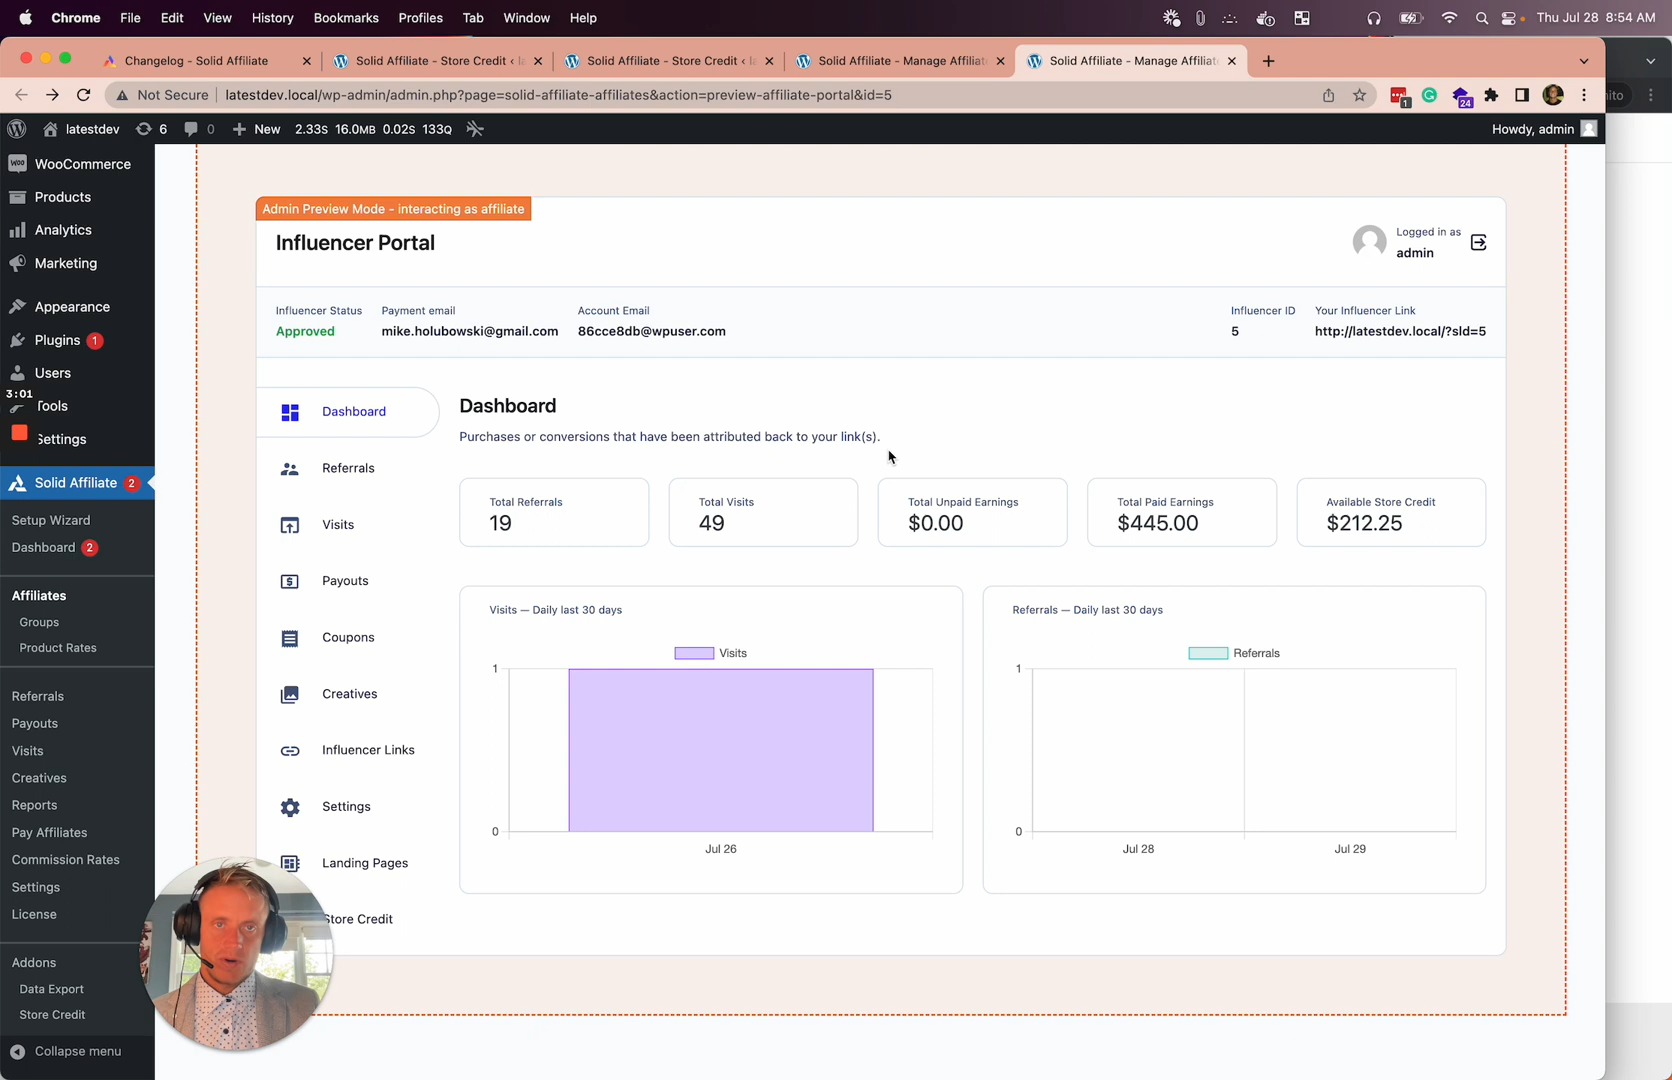 Chrome File Edit View History Bookmarks Profiles Tab Window Help Thu Jul 28 8:54 AM
Changelog - Solid Affiliate
Solid Affiliate - Store Credit ‹ la
Solid Affiliate - Store Credit ‹ la
Solid Affiliate - Manage Affiliat
Solid Affiliate - Manage Affiliat
Not Secure latestdev.local/wp-admin/admin.php?page=solid-affiliate-affiliates&action=preview-affiliate-portal&id=5
1
24
latestdev 6 0 New 2.33s 16.0MB 0.02s 133Q
Howdy, admin
WooCommerce
Products
Analytics
Marketing
Appearance
Plugins 1
Users
3:01
Tools
Settings
Solid Affiliate 2
Setup Wizard
Dashboard 2
Affiliates
Groups
Product Rates
Referrals
Payouts
Visits
Creatives
Reports
Pay Affiliates
Commission Rates
Settings
License
Addons
Data Export
Store Credit
Collapse menu
Admin Preview Mode - interacting as affiliate
Influencer Portal
Logged in as
admin
Influencer Status
Approved
Payment email
mike.holubowski@gmail.com
Account Email
86cce8db@wpuser.com
Influencer ID
5
Your Influencer Link
http://latestdev.local/?sld=5
Dashboard
Referrals
Visits
Payouts
Coupons
Creatives
Influencer Links
Settings
Landing Pages
Store Credit
Dashboard
Purchases or conversions that have been attributed back to your link(s).
Total Referrals
19
Total Visits
49
Total Unpaid Earnings
$0.00
Total Paid Earnings
$445.00
Available Store Credit
$212.25
Visits — Daily last 30 days
Visits
1
0
Jul 26
Referrals — Daily last 30 days
Referrals
1
0
Jul 28
Jul 29